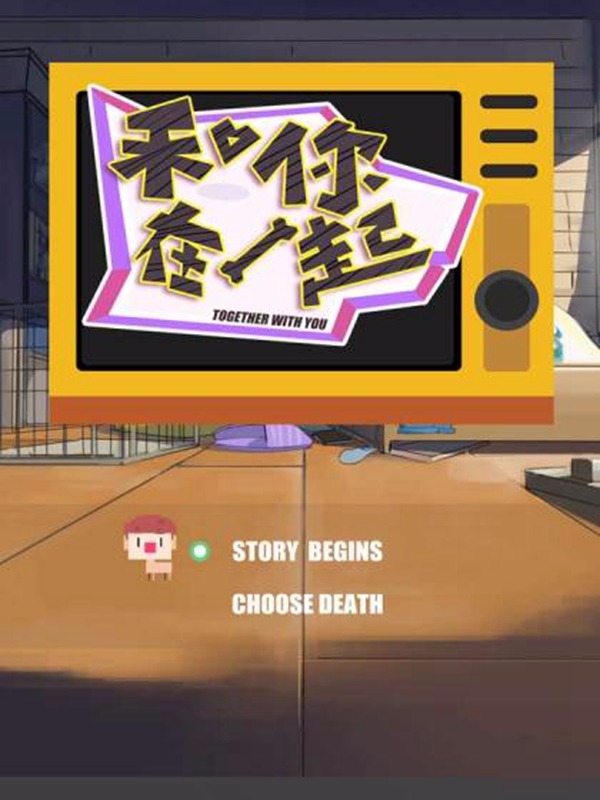 和你
在一起
TOGETHER WITH YOU
STORY BEGINS
CHOOSE DEATH